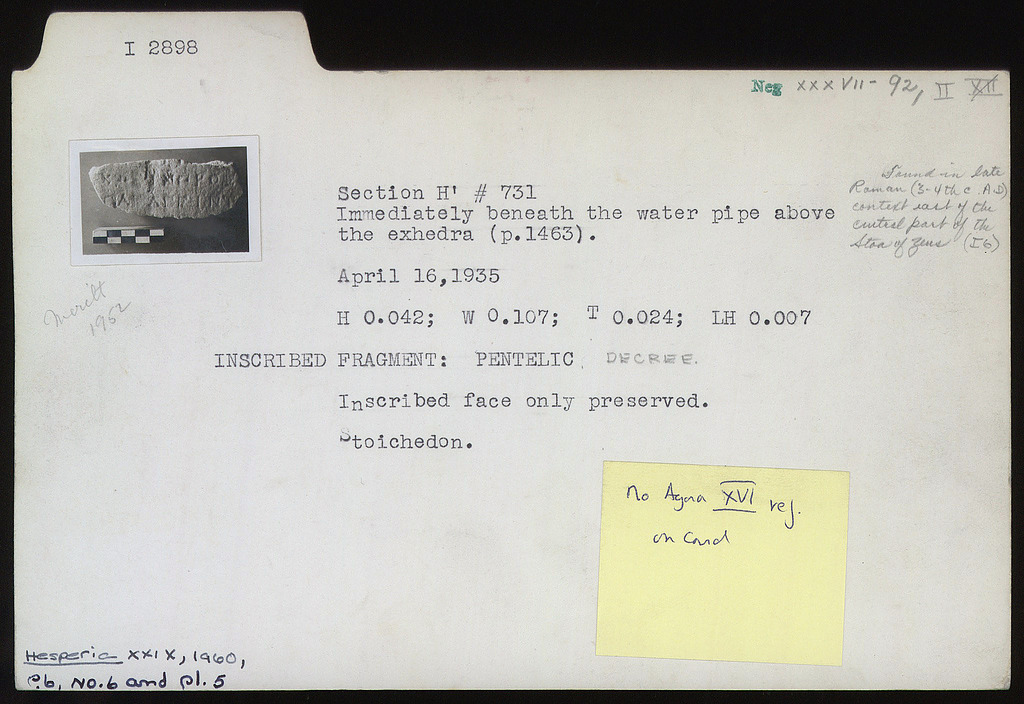 I 2898
Neg XXXVII- 92, II XII
Section H' # 731
Immediately beneath the water pipe above
the exhedra (p.1463).
Found in late
Roman (3-4th c. A.D)
context east of the
central part of the
Stoa of Zeus (I6)
April 16,1935
Meritt
1952
H 0.042; W 0.107; T 0.024; LH 0.007
INSCRIBED FRAGMENT: PENTELIC. DECREE.
Inscribed face only preserved.
Stoichedon.
No Agora XVI ref.
on Card
Hesperia XXIX, 1960,
P.6, NO.6 and pl.5